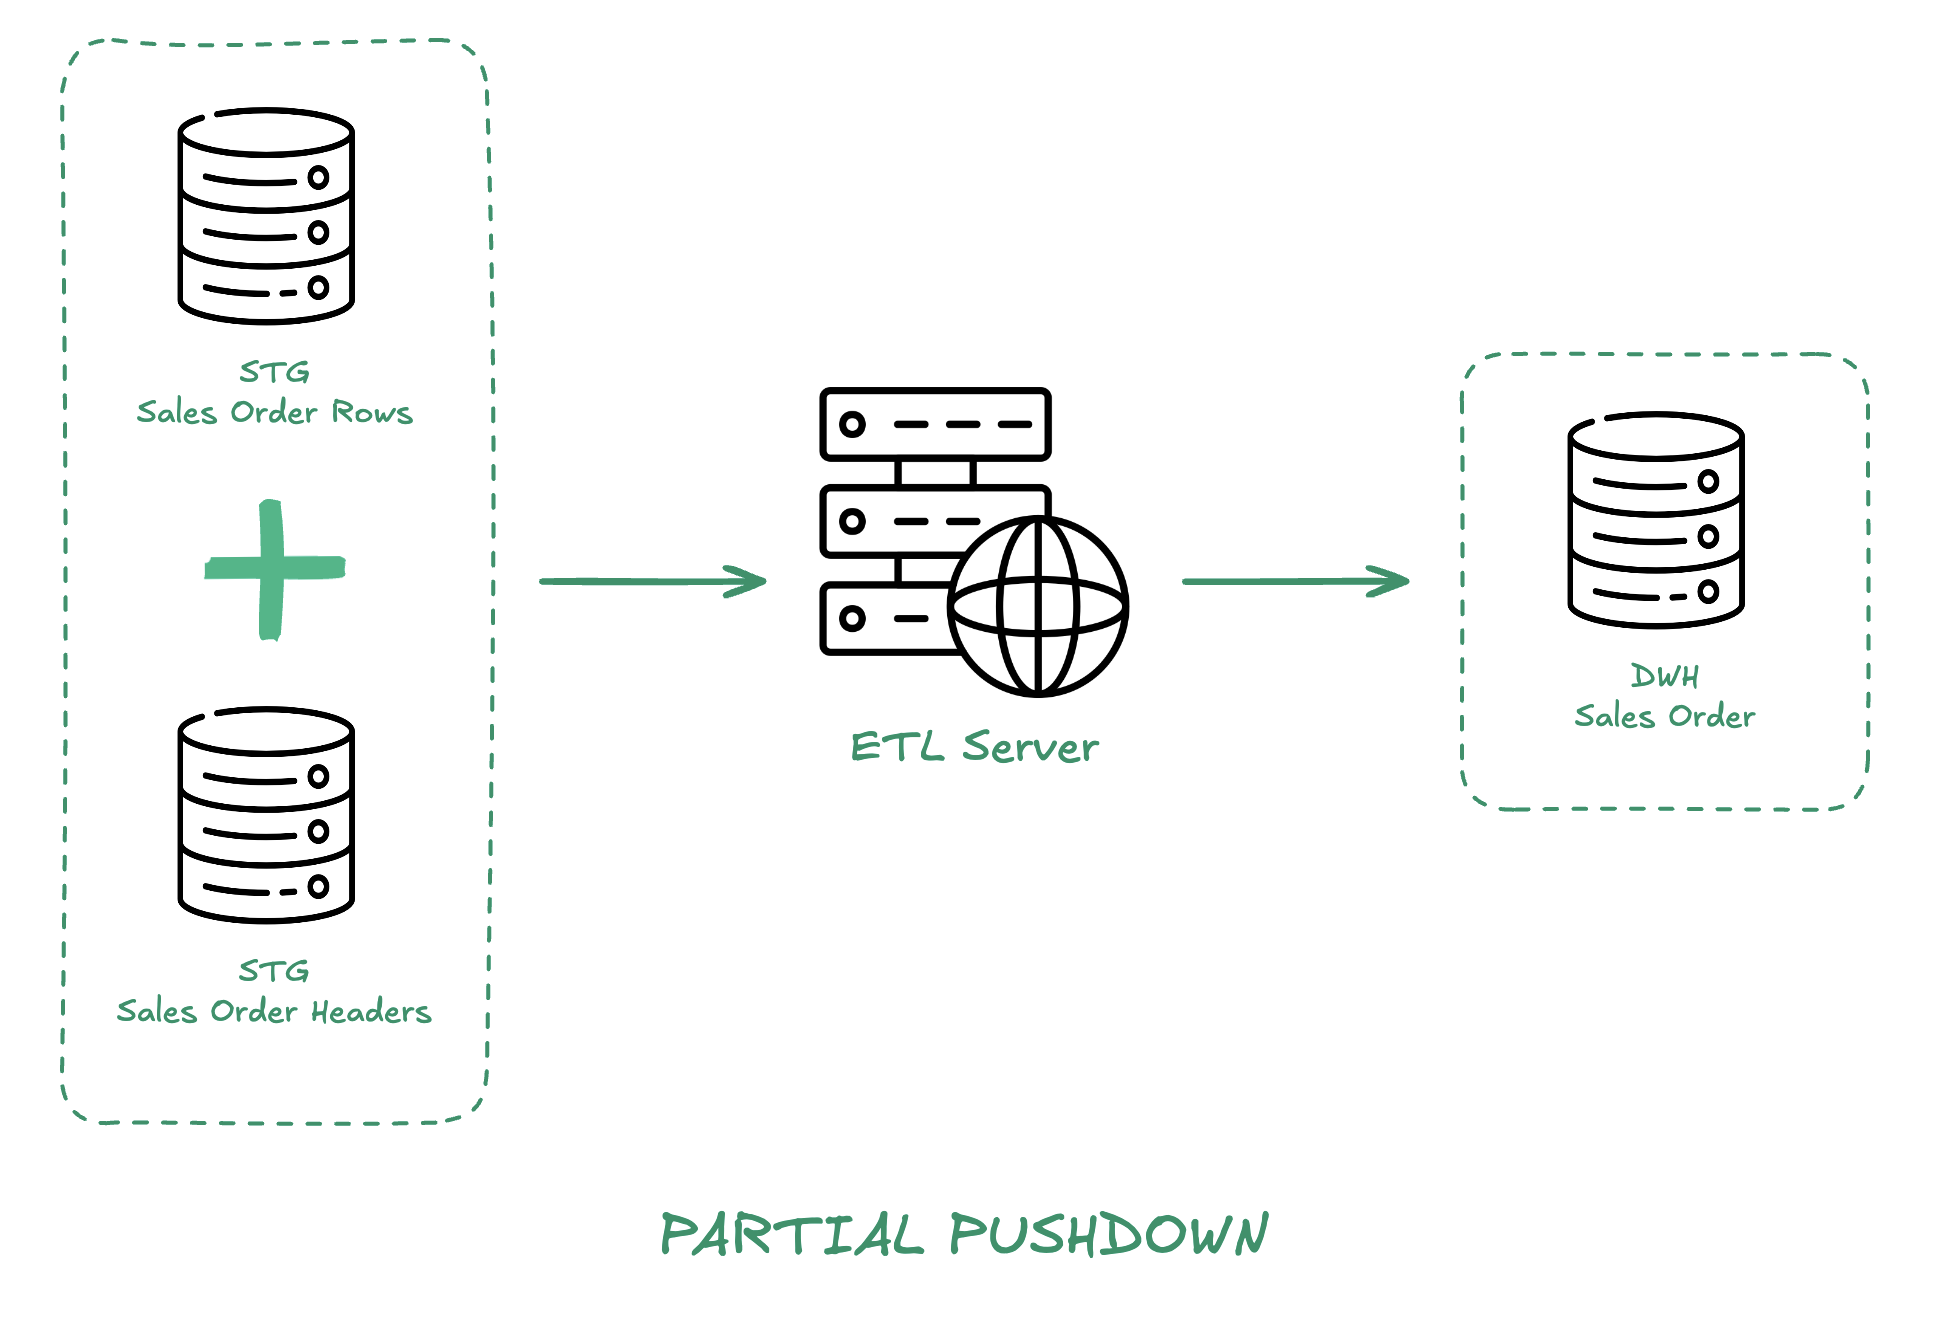 STG
Sales Order Rows
STG
Sales Order Headers
ETL Server
DWH
Sales Order
PARTIAL PUSHDOWN